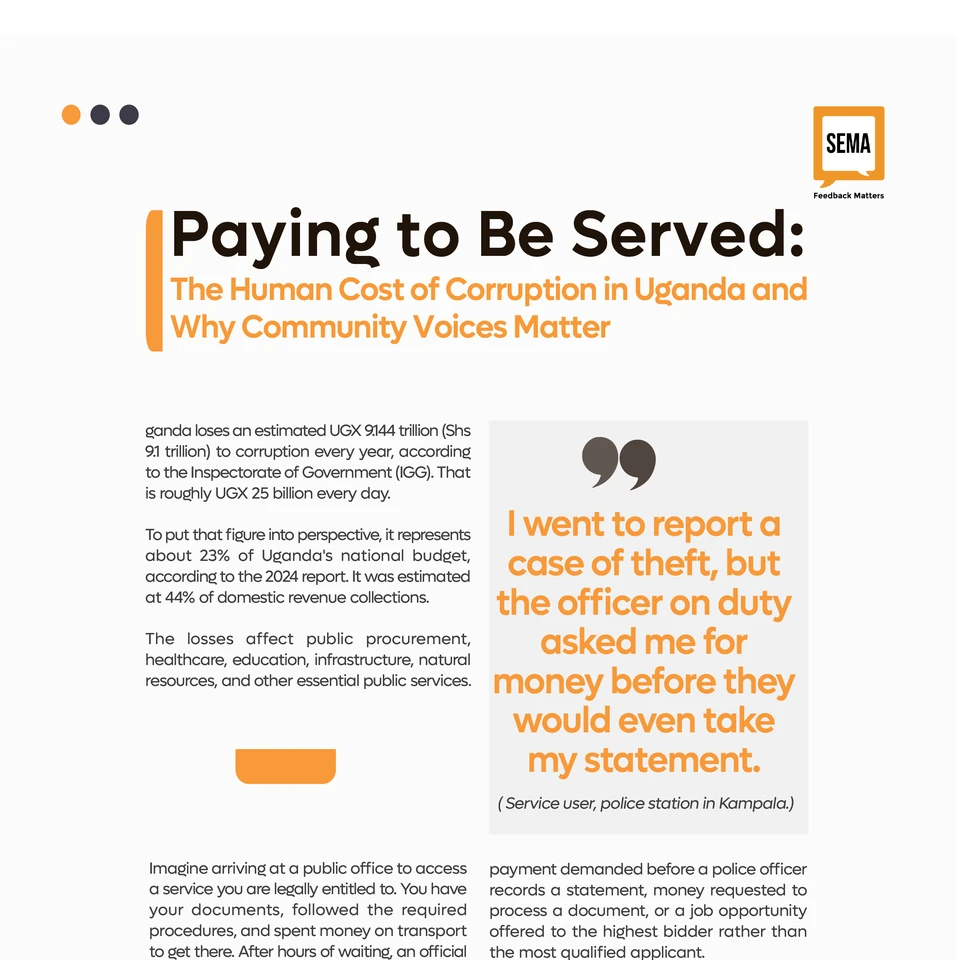 SEMA
Feedback Matters
Paying to Be Served:
The Human Cost of Corruption in Uganda and
Why Community Voices Matter
ganda loses an estimated UGX 9.144 trillion (Shs
9.1 trillion) to corruption every year, according
to the Inspectorate of Government (IGG). That
is roughly UGX 25 billion every day.
To put that figure into perspective, it represents
about 23% of Uganda's national budget,
according to the 2024 report. It was estimated
at 44% of domestic revenue collections.
The losses affect public procurement,
healthcare, education, infrastructure, natural
resources, and other essential public services.
❟❟
I went to report a
case of theft, but
the officer on duty
asked me for
money before they
would even take
my statement.
( Service user, police station in Kampala.)
Imagine arriving at a public office to access
a service you are legally entitled to. You have
your documents, followed the required
procedures, and spent money on transport
to get there. After hours of waiting, an official
payment demanded before a police officer
records a statement, money requested to
process a document, or a job opportunity
offered to the highest bidder rather than
the most qualified applicant.